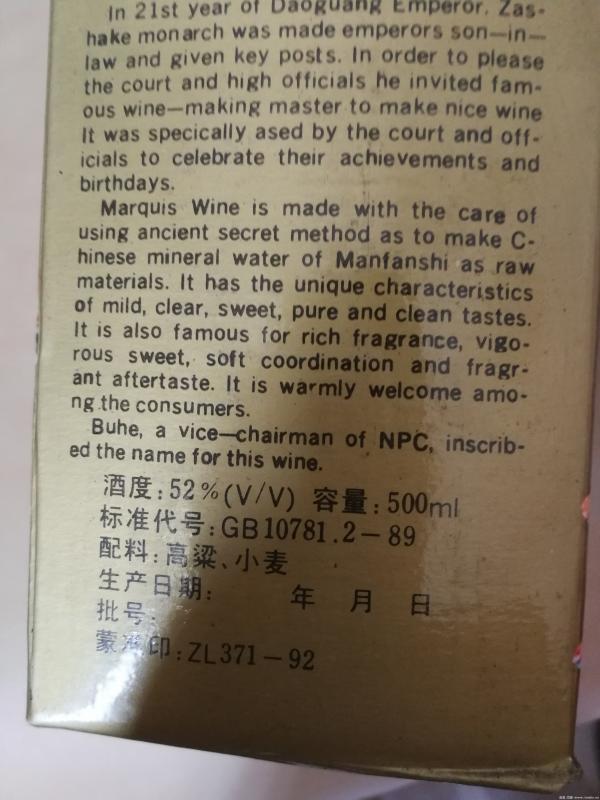 In 21st year of Daoguang Emperor, Zas-
hake monarch was made emperors son—in—
law and given key posts. In order to please
the court and high officials he invited fam-
ous wine—making master to make nice wine
It was specically ased by the court and off-
icials to celebrate their achievements and
birthdays.
Marquis Wine is made with the care of
using ancient secret method as to make C-
hinese mineral water of Manfanshi as raw
materials. It has the unique characteristics
of mild, clear, sweet, pure and clean tastes.
It is also famous for rich fragrance, vigo-
rous sweet, soft coordination and fragr-
ant aftertaste. It is warmly welcome amo-
ng the consumers.
Buhe, a vice—chairman of NPC, inscrib-
ed the name for this wine.
酒度:52%(V/V) 容量:500ml
标准代号:GB10781.2-89
配料:高粱、小麦
生产日期: 年 月 日
批号:
印:ZL371-92